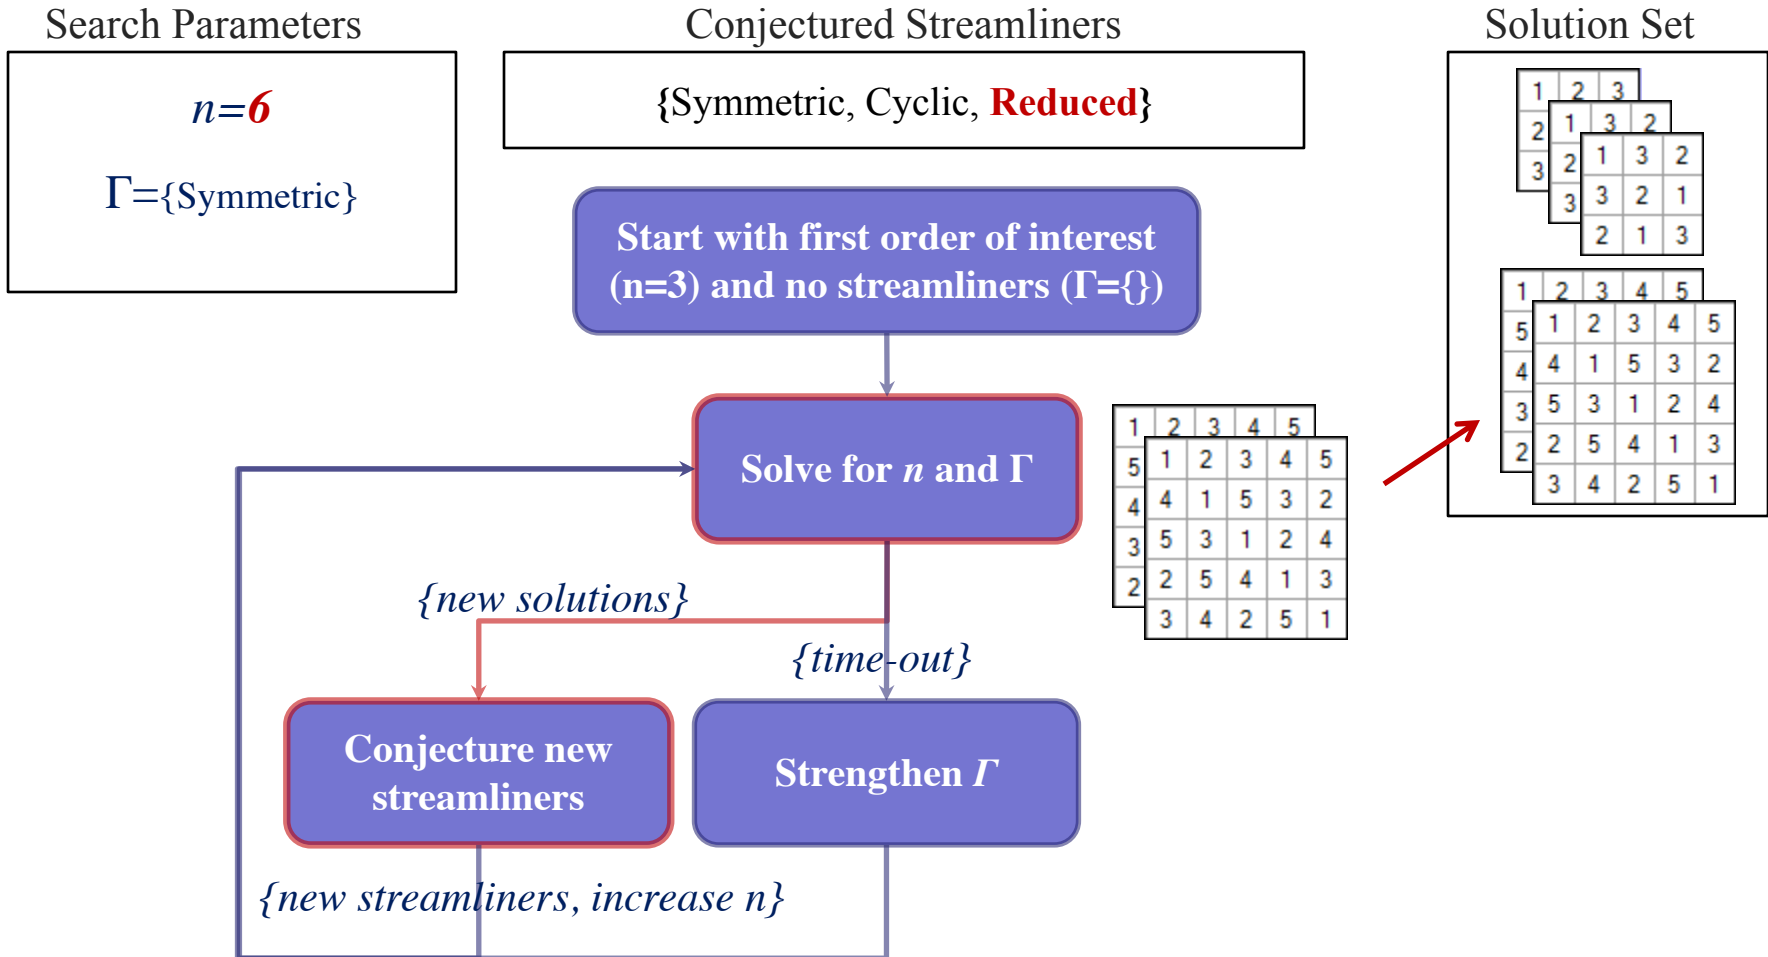 Search Parameters
n=6
Γ={Symmetric}
Conjectured Streamliners
{Symmetric, Cyclic, Reduced}
Solution Set
1 2 3
2
3
1 3 2
2
3
1 3 2
3 2 1
2 1 3
1 2 3 4 5
5
4
3
2
1 2 3 4 5
4 1 5 3 2
5 3 1 2 4
2 5 4 1 3
3 4 2 5 1
Start with first order of interest
(n=3) and no streamliners (Γ={})
Solve for n and Γ
1 2 3 4 5
5
4
3
2
1 2 3 4 5
4 1 5 3 2
5 3 1 2 4
2 5 4 1 3
3 4 2 5 1
{new solutions}
{time-out}
Conjecture new
streamliners
Strengthen Γ
{new streamliners, increase n}